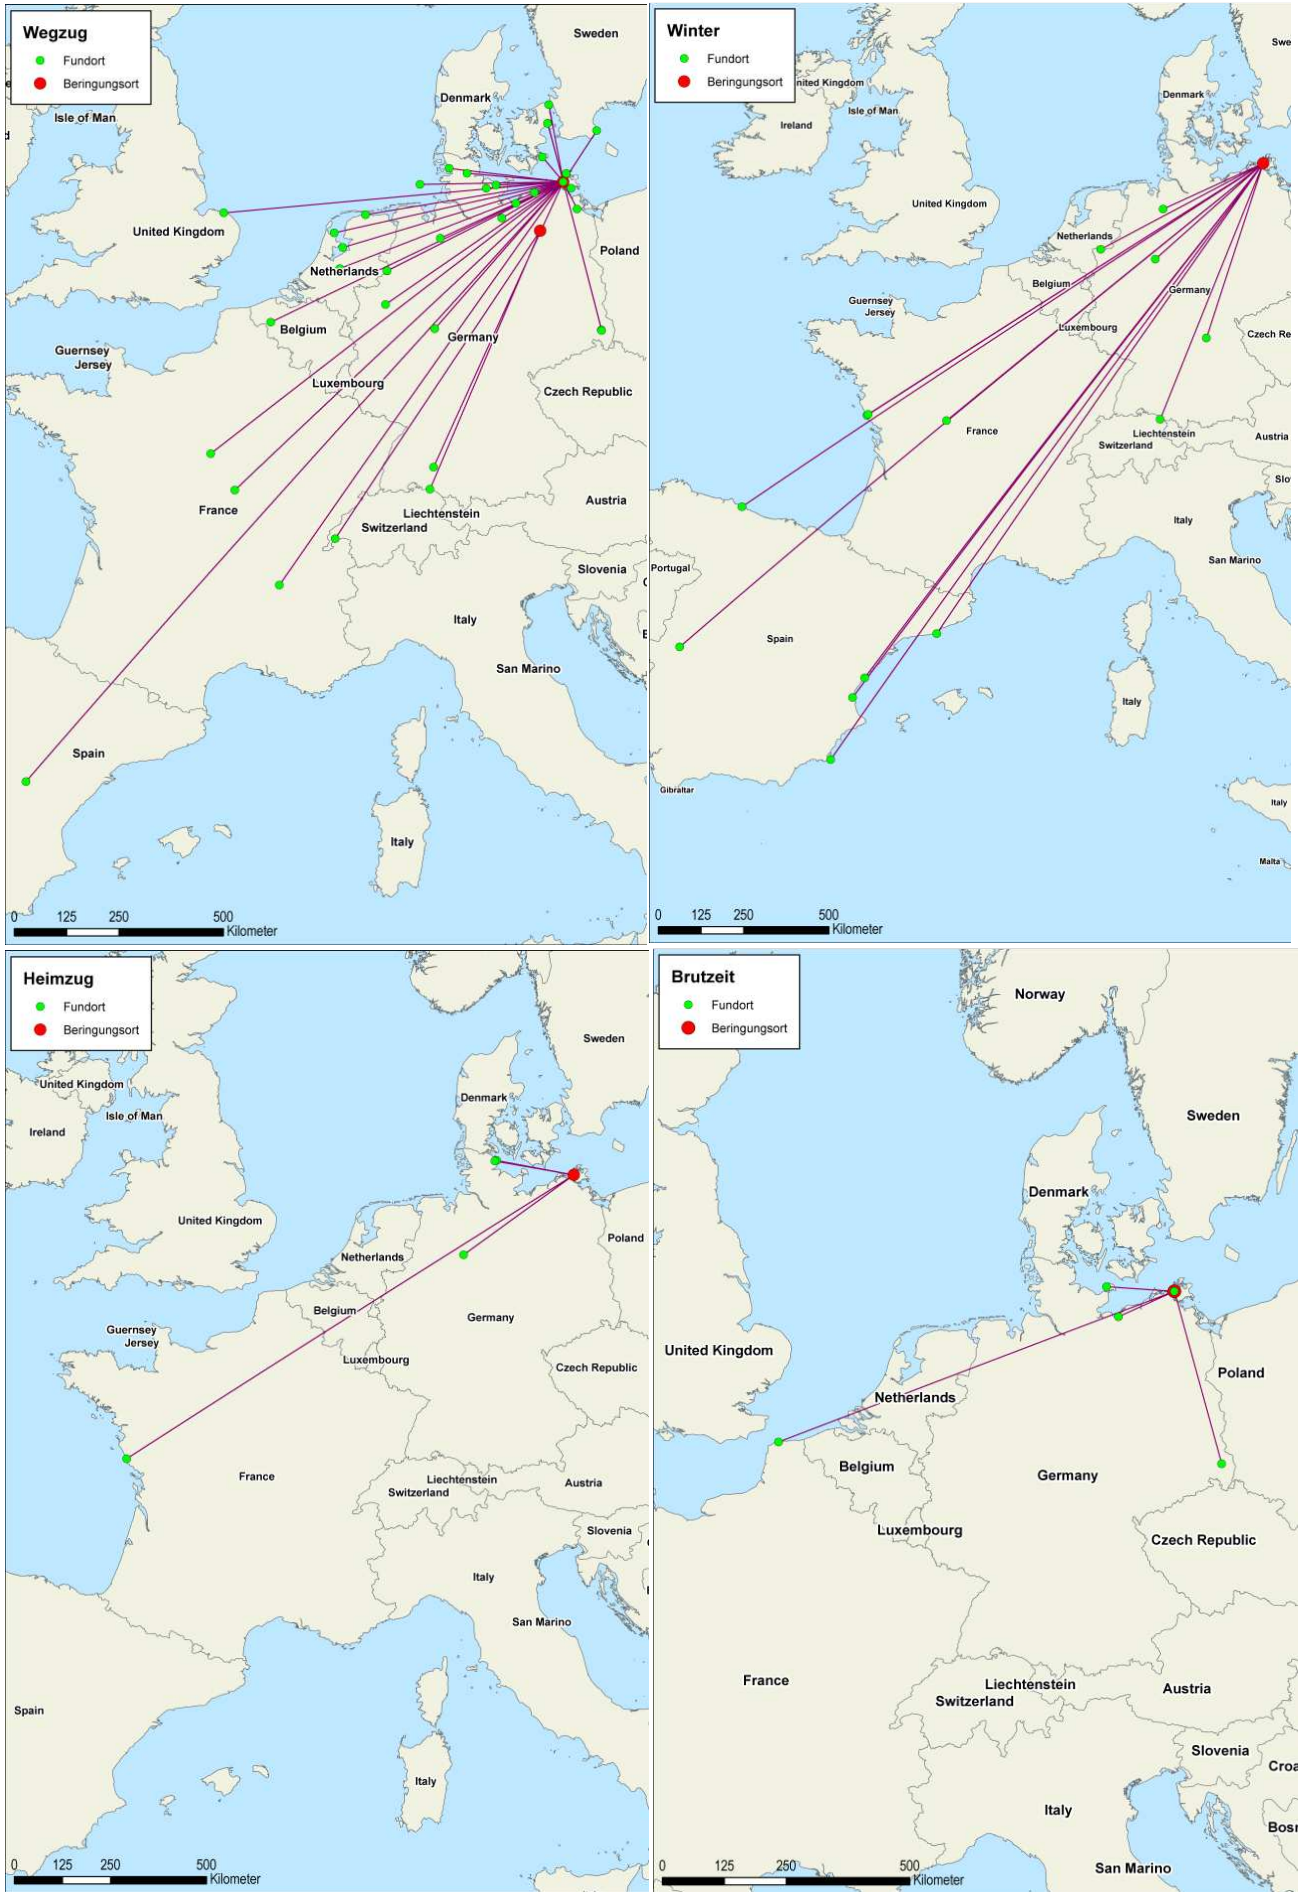 Wegzug
Fundort
Beringungsort
Sweden
Denmark
Isle of Man
United Kingdom
Poland
Netherlands
Belgium
Germany
Guernsey
Jersey
Luxembourg
Czech Republic
France
Austria
Liechtenstein
Switzerland
Slovenia
Italy
San Marino
Spain
Italy
0 125 250 500
Kilometer
Winter
Fundort
Beringungsort
Swe
United Kingdom
Denmark
Isle of Man
Ireland
United Kingdom
Netherlands
Belgium
Germany
Guernsey
Jersey
Luxembourg
Czech Re
France
Liechtenstein
Switzerland
Austria
Slo
Italy
San Marino
Portugal
Spain
Italy
Gibraltar
Italy
Malta
0 125 250 500
Kilometer
Heimzug
Fundort
Beringungsort
Sweden
United Kingdom
Denmark
Isle of Man
Ireland
United Kingdom
Poland
Netherlands
Belgium
Germany
Guernsey
Jersey
Luxembourg
Czech Republic
France
Liechtenstein
Austria
Switzerland
Slovenia
Italy
San Marino
Spain
Italy
0 125 250 500
Kilometer
Brutzeit
Fundort
Beringungsort
Norway
Sweden
Denmark
United Kingdom
Poland
Netherlands
Belgium
Germany
Luxembourg
Czech Republic
France
Liechtenstein
Austria
Switzerland
Slovenia
Croa
Italy
Bosn
San Marino
0 125 250 500
Kilometer